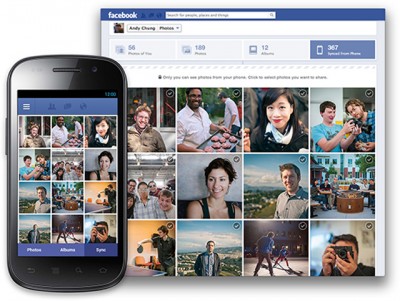 facebook
Search for people, places and things
Andy Chung
Photos
56
Photos of You
189
Photos
12
Albums
367
Synced From Phone
Only you can see photos from your phone. Click to select photos you want to share.
12:00
Photos
Albums
Sync